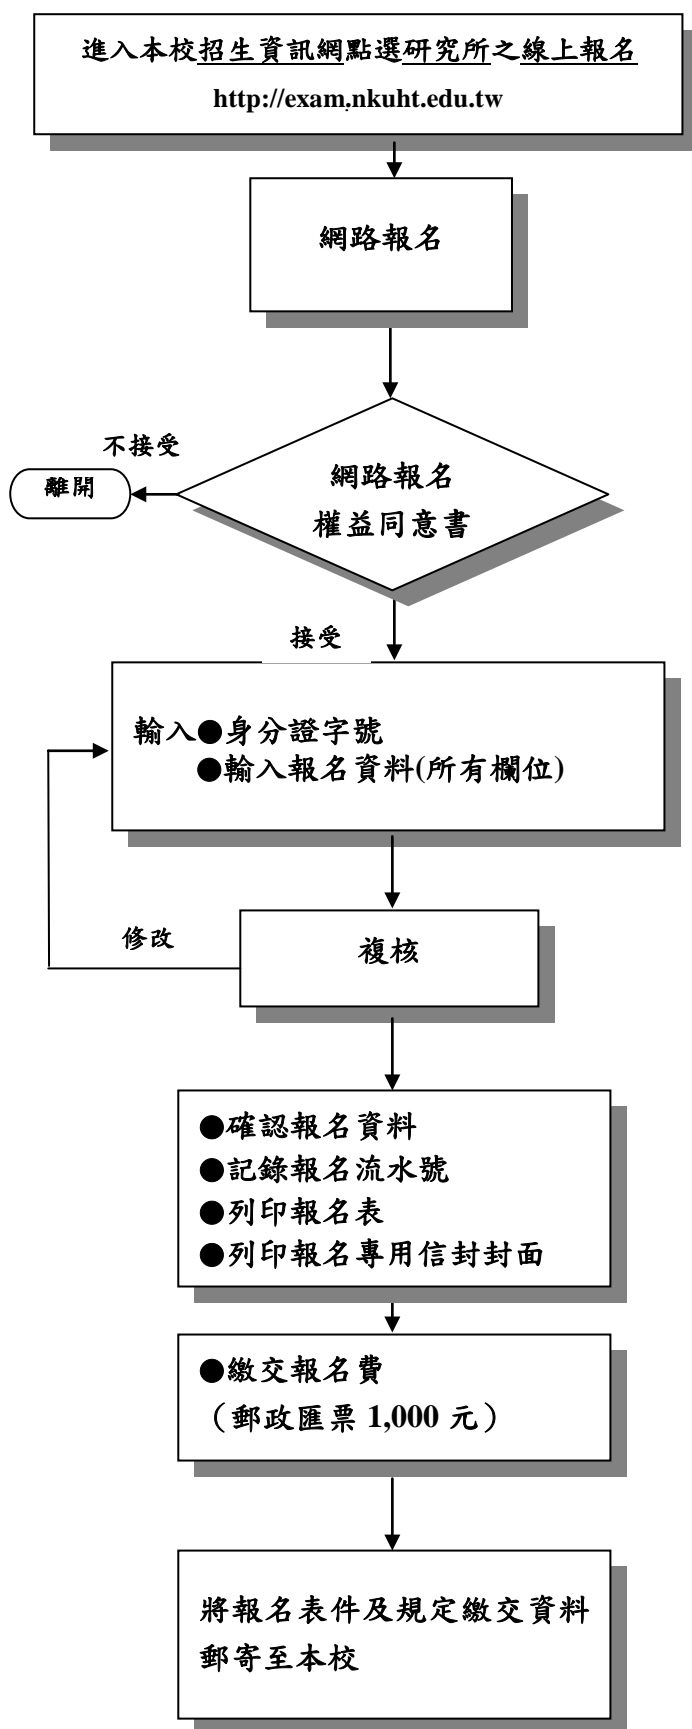 進入本校招生資訊網點選研究所之線上報名
http://exam.nkuht.edu.tw
網路報名
不接受
離開
網路報名
權益同意書
接受
輸入●身分證字號
●輸入報名資料(所有欄位)
修改
複核
●確認報名資料
●記錄報名流水號
●列印報名表
●列印報名專用信封封面
●繳交報名費
（郵政匯票 1,000 元）
將報名表件及規定繳交資料
郵寄至本校